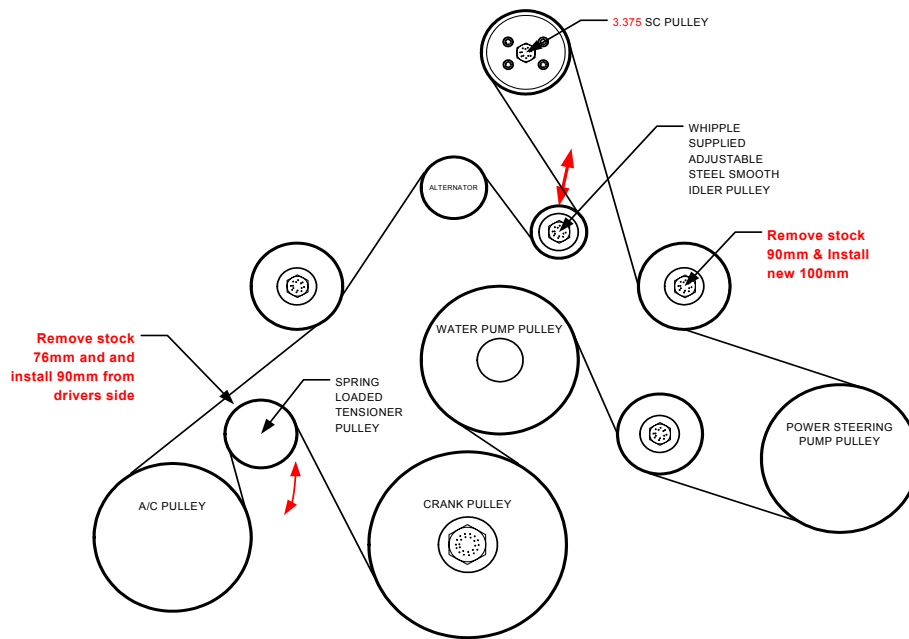 3.375 SC PULLEY
WHIPPLE
SUPPLIED
ADJUSTABLE
STEEL SMOOTH
IDLER PULLEY
ALTERNATOR
Remove stock
90mm & Install
new 100mm
WATER PUMP PULLEY
Remove stock
76mm and and
install 90mm from
drivers side
SPRING
LOADED
TENSIONER
PULLEY
POWER STEERING
PUMP PULLEY
A/C PULLEY
CRANK PULLEY